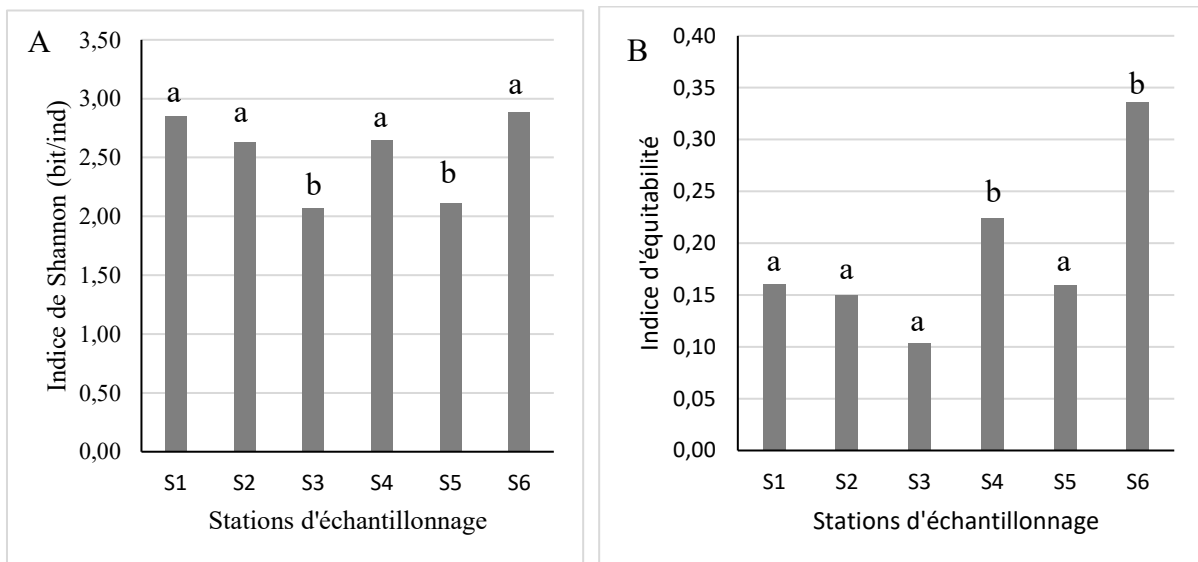 A
Indice de Shannon (bit/ind)
3,50
3,00
2,50
2,00
1,50
1,00
0,50
0,00
a
a
b
a
b
a
S1 S2 S3 S4 S5 S6
Stations d'échantillonnage
B
Indice d'équitabilité
0,40
0,35
0,30
0,25
0,20
0,15
0,10
0,05
0,00
a
a
a
b
a
b
S1 S2 S3 S4 S5 S6
Stations d'échantillonnage